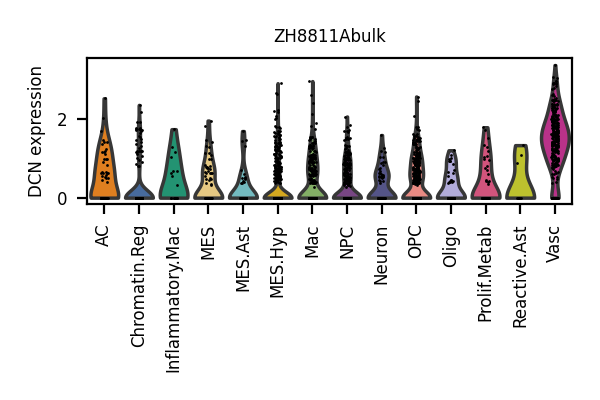 ZH8811Abulk
DCN expression
2
0
AC
Chromatin.Reg
Inflammatory.Mac
MES
MES.Ast
MES.Hyp
Mac
NPC
Neuron
OPC
Oligo
Prolif.Metab
Reactive.Ast
Vasc